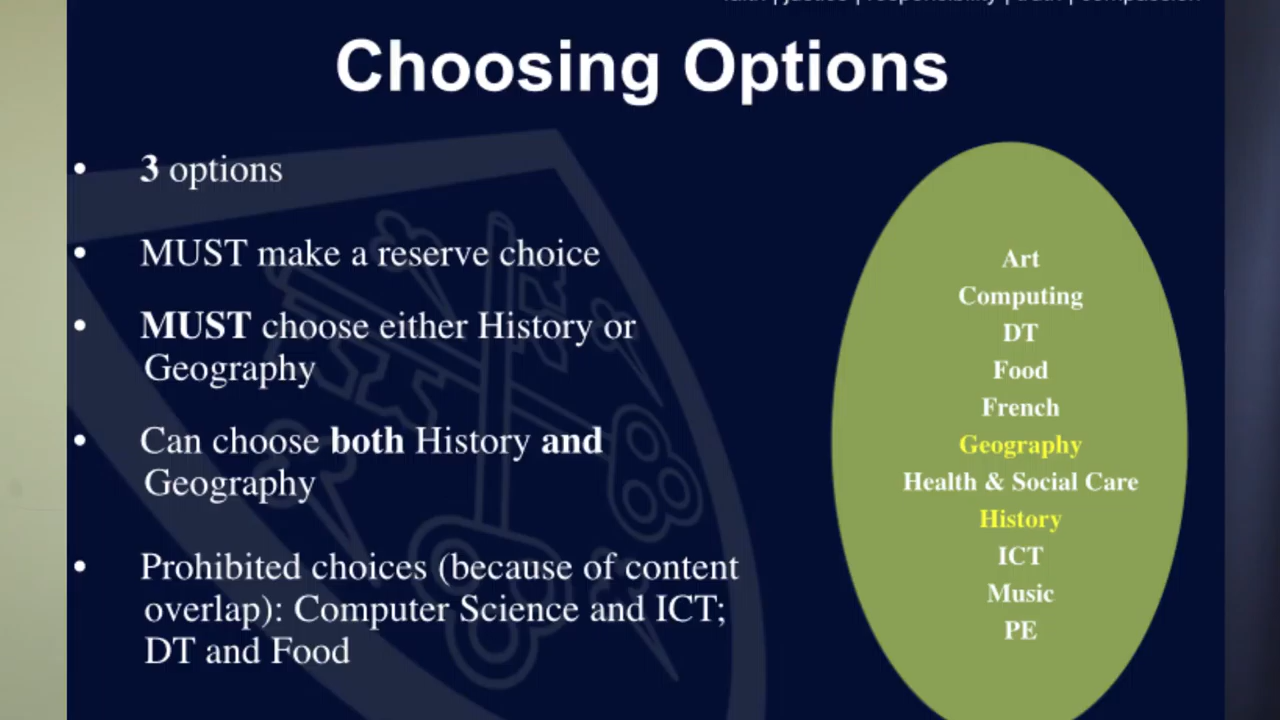 Choosing Options
• 3 options
• MUST make a reserve choice
• MUST choose either History or
Geography
• Can choose both History and
Geography
• Prohibited choices (because of content
overlap): Computer Science and ICT;
DT and Food
Art
Computing
DT
Food
French
Geography
Health & Social Care
History
ICT
Music
PE